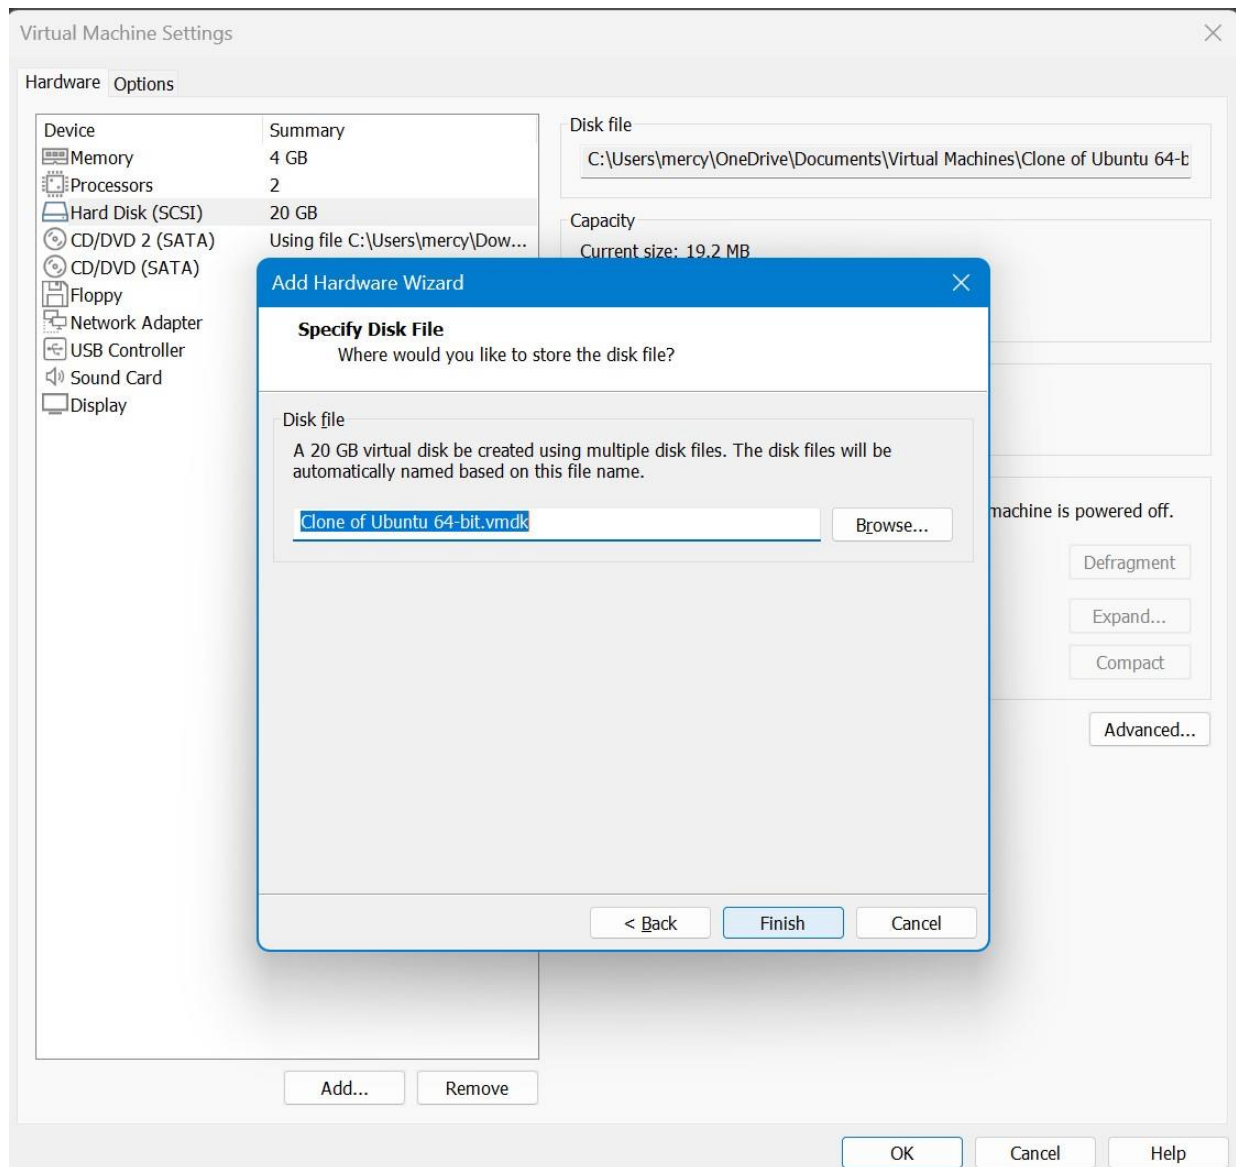 Virtual Machine Settings
Hardware Options
Device Summary
Memory 4 GB
Processors 2
Hard Disk (SCSI) 20 GB
CD/DVD 2 (SATA) Using file C:\Users\mercy\Dow...
CD/DVD (SATA)
Floppy
Network Adapter
USB Controller
Sound Card
Display
Disk file
C:\Users\mercy\OneDrive\Documents\Virtual Machines\Clone of Ubuntu 64-b
Capacity
Current size: 19.2 MB
Add Hardware Wizard
Specify Disk File
Where would you like to store the disk file?
Disk file
A 20 GB virtual disk be created using multiple disk files. The disk files will be
automatically named based on this file name.
Clone of Ubuntu 64-bit.vmdk
Browse...
< Back Finish Cancel
machine is powered off.
Defragment
Expand...
Compact
Advanced...
Add... Remove
OK Cancel Help